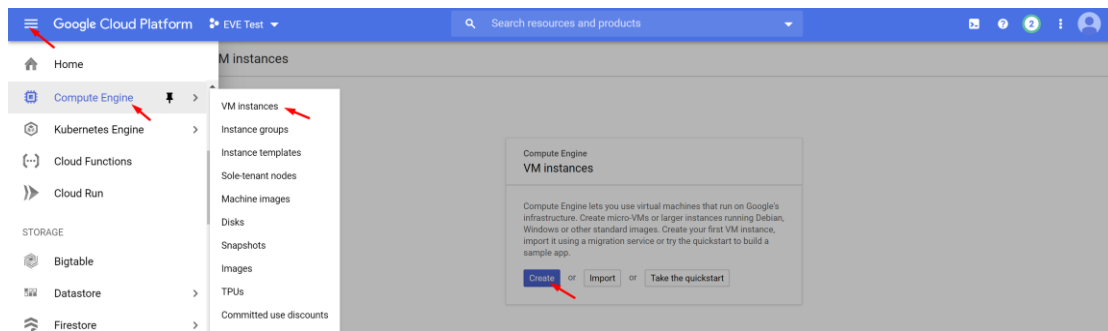 Google Cloud Platform
EVE Test
Search resources and products
2
Home
Compute Engine
Kubernetes Engine
Cloud Functions
Cloud Run
STORAGE
Bigtable
Datastore
Firestore
VM instances
Instance groups
Instance templates
Sole-tenant nodes
Machine images
Disks
Snapshots
Images
TPUs
Committed use discounts
M instances
Compute Engine
VM instances
Compute Engine lets you use virtual machines that run on Google's
infrastructure. Create micro-VMs or larger instances running Debian,
Windows or other standard images. Create your first VM instance,
import it using a migration service or try the quickstart to build a
sample app.
Create or Import or Take the quickstart